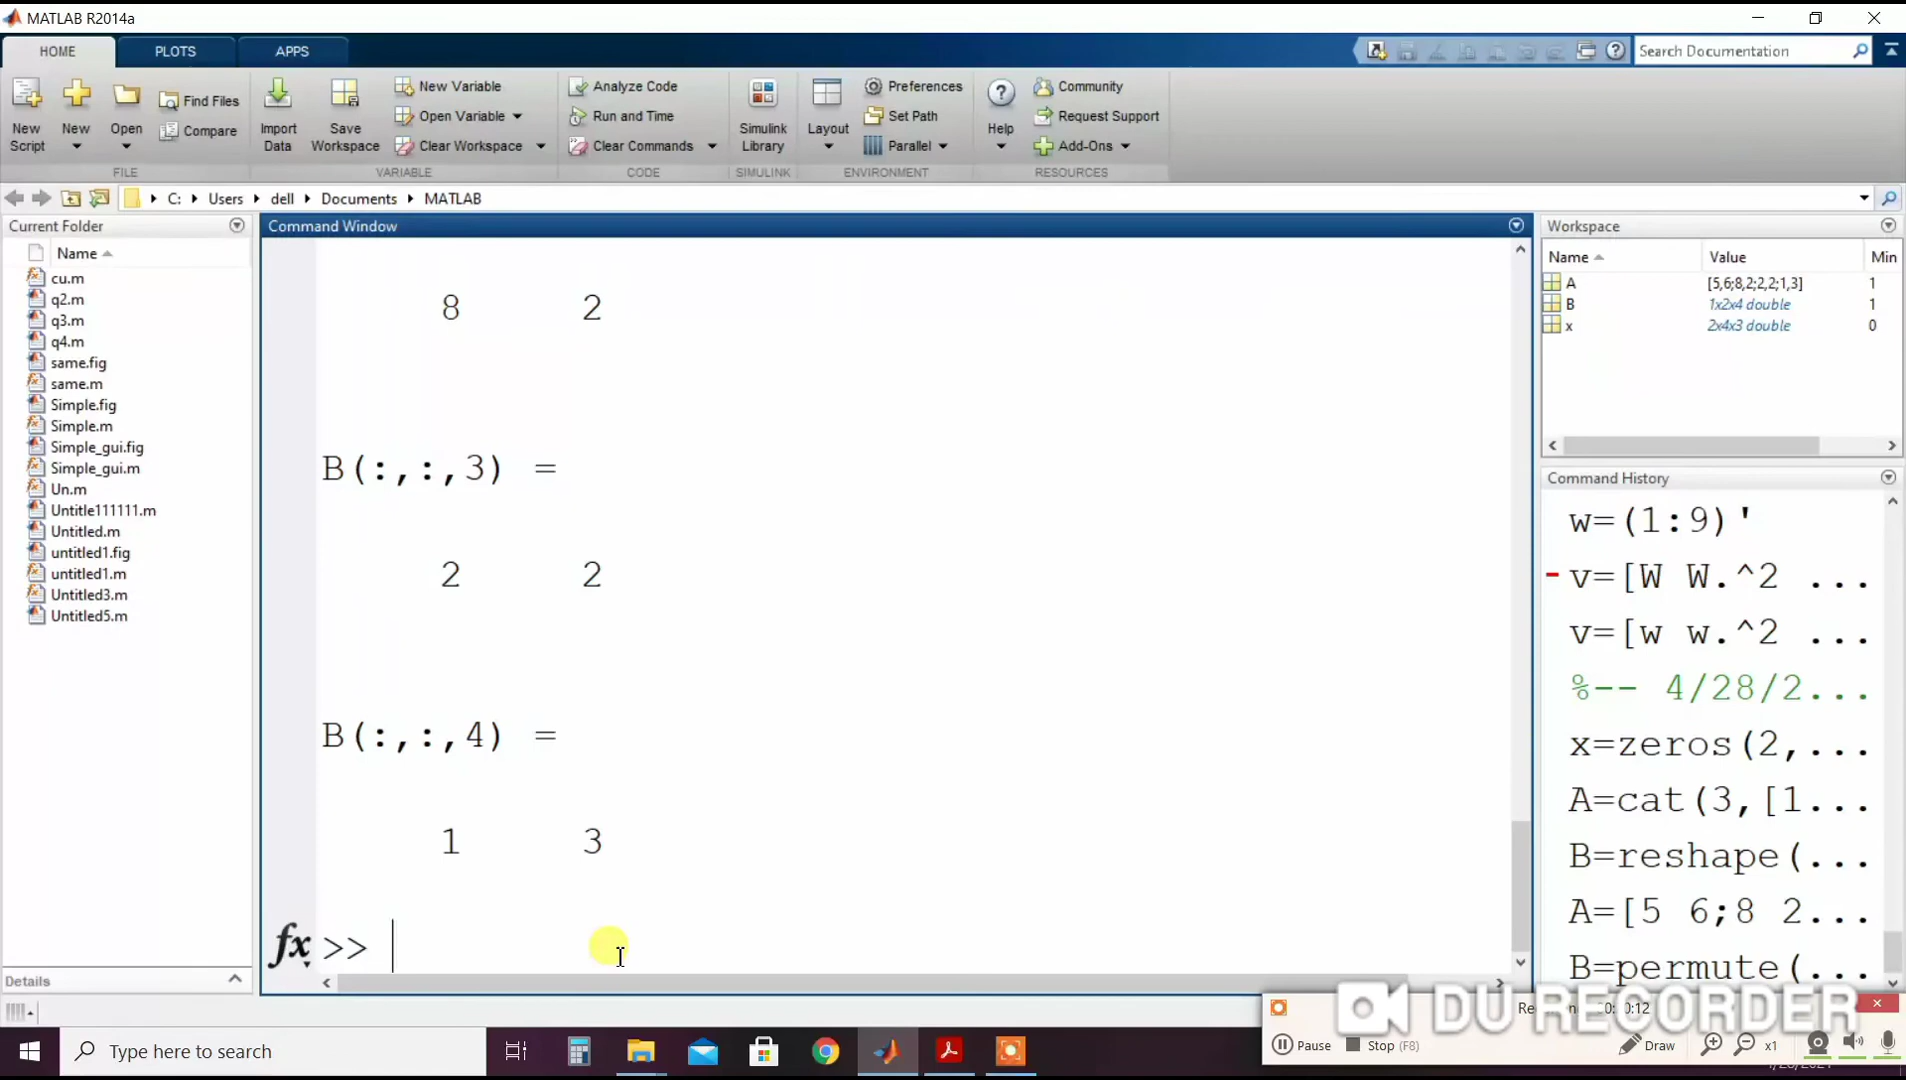 MATLAB R2014a
HOME
PLOTS
APPS
Search Documentation
New Script
New
Open
Find Files
Compare
Import Data
Save Workspace
New Variable
Open Variable
Clear Workspace
Analyze Code
Run and Time
Clear Commands
Simulink Library
Layout
Preferences
Set Path
Parallel
Help
Community
Request Support
Add-Ons
FILE
VARIABLE
CODE
SIMULINK
ENVIRONMENT
RESOURCES
C: Users dell Documents MATLAB
Current Folder
Name
cu.m
q2.m
q3.m
q4.m
same.fig
same.m
Simple.fig
Simple.m
Simple_gui.fig
Simple_gui.m
Un.m
Untitle111111.m
Untitled.m
untitled1.fig
untitled1.m
Untitled3.m
Untitled5.m
Details
Command Window
8 2
B(:,:,3) =
2 2
B(:,:,4) =
1 3
fx >>
Workspace
Name Value Min
A [5,6;8,2;2,2;1,3] 1
B 1x2x4 double 1
x 2x4x3 double 0
Command History
w=(1:9)'
v=[W W.^2 ...
v=[w w.^2 ...
%-- 4/28/2...
x=zeros(2,...
A=cat(3,[1...
B=reshape(...
A=[5 6;8 2...
B=permute(...
DU RECORDER
Pause
Stop (F8)
Draw
x1
Type here to search